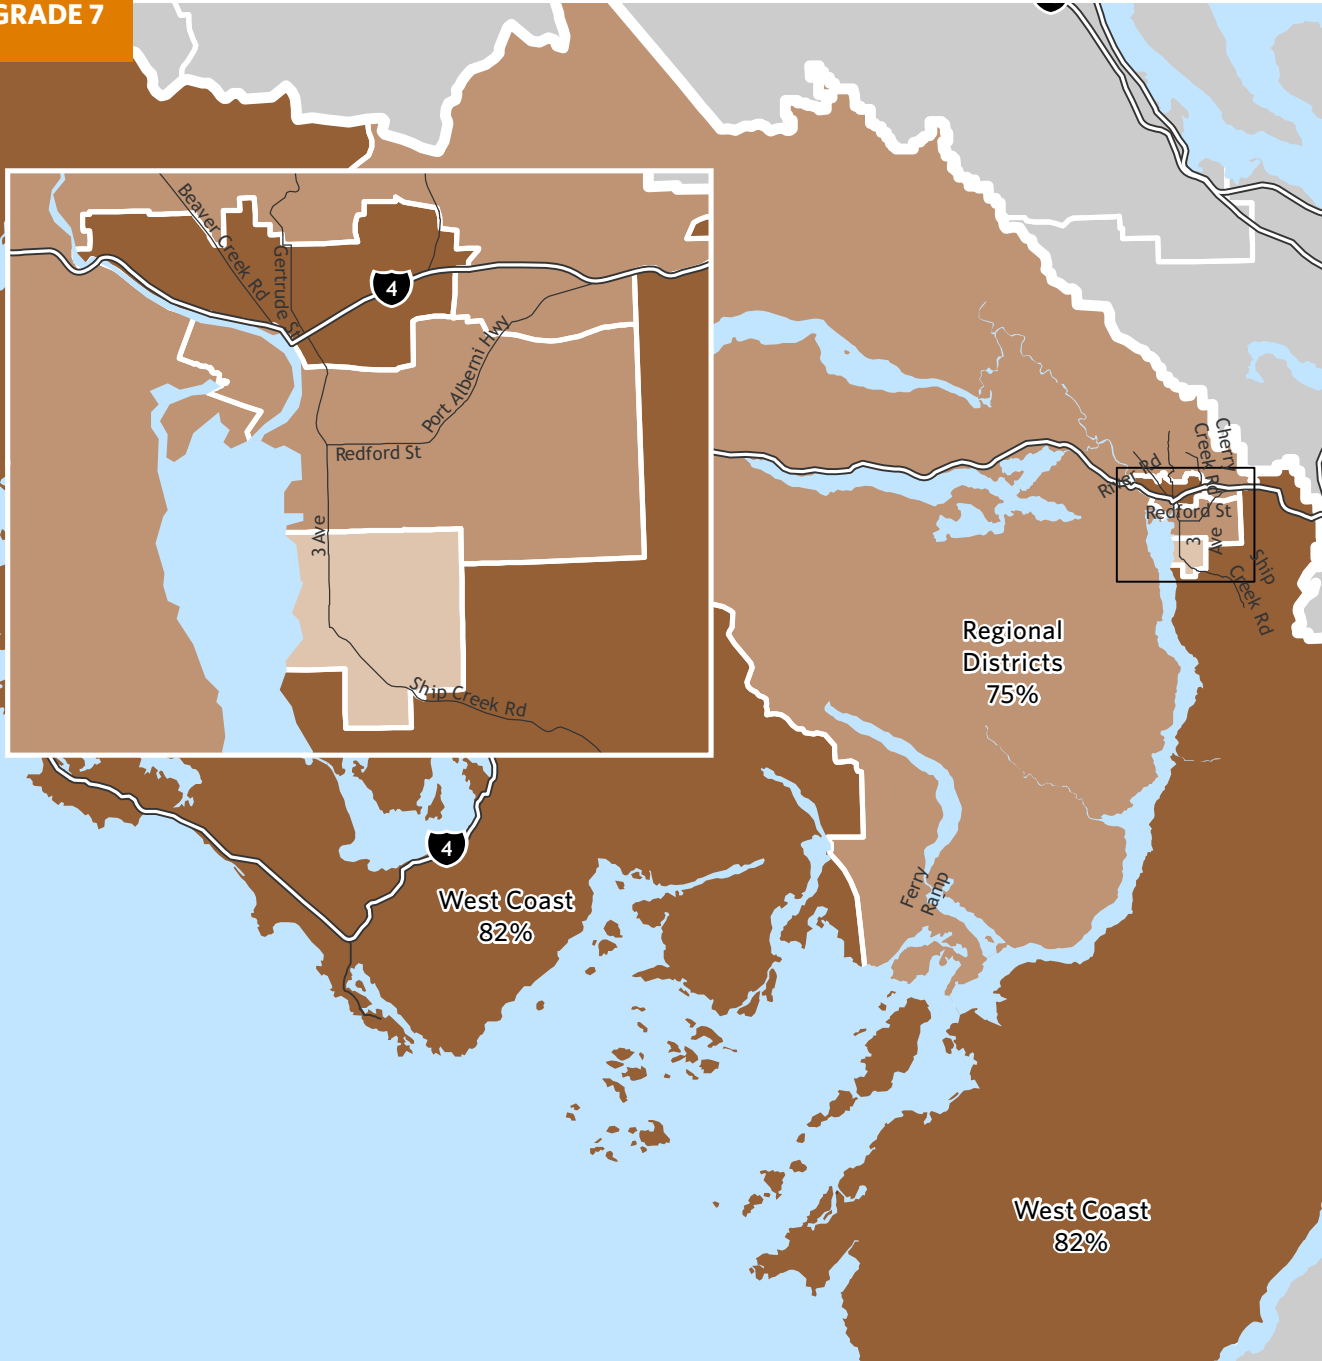 GRADE 7
Beaver Creek Rd
Gertrude St
4
Port Alberni Hwy
Redford St
3 Ave
Ship Creek Rd
Cherry
Creek Rd
River Rd
Redford St
3
Ave
Ship
Creek Rd
Regional
Districts
75%
4
West Coast
82%
Ferry
Ramp
West Coast
82%